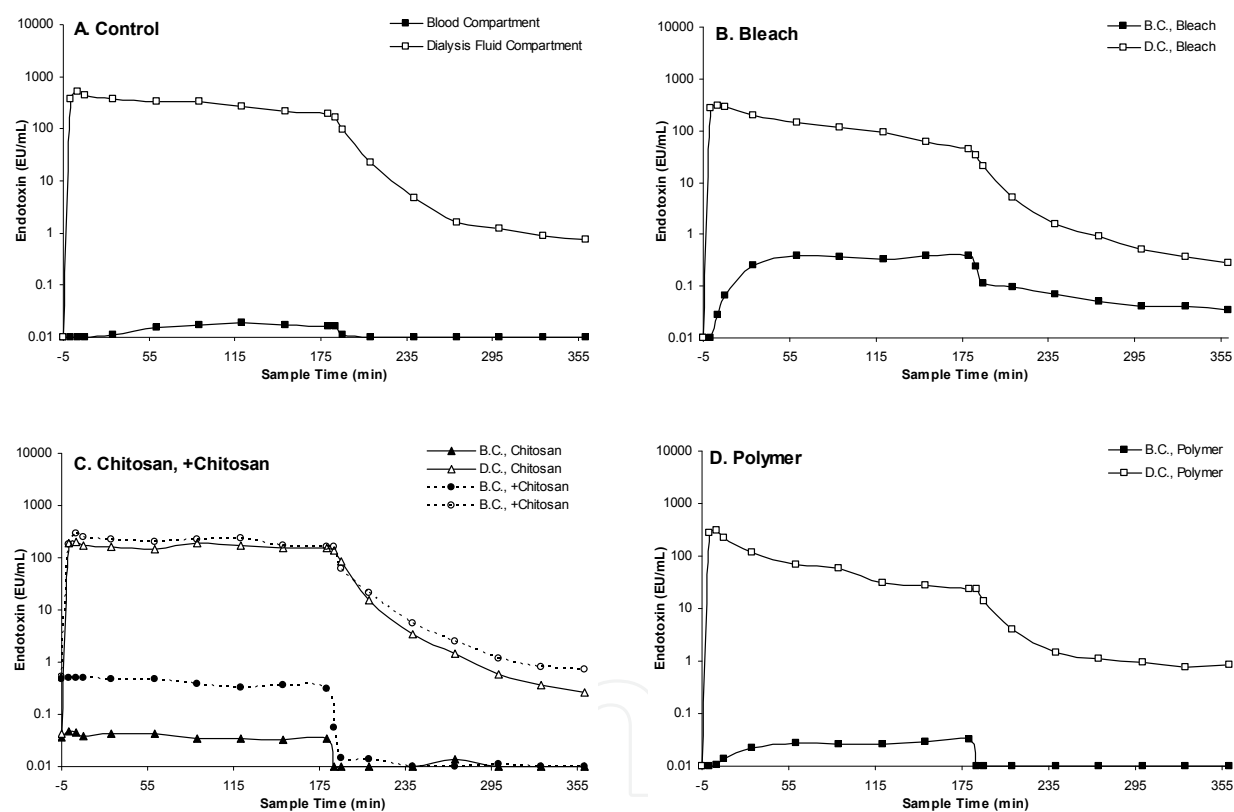 A. Control
Blood Compartment
Dialysis Fluid Compartment
Endotoxin (EU/mL)
10000
1000
100
10
1
0.1
0.01
-5 55 115 175 235 295 355
Sample Time (min)
B. Bleach
B.C., Bleach
D.C., Bleach
Endotoxin (EU/mL)
10000
1000
100
10
1
0.1
0.01
-5 55 115 175 235 295 355
Sample Time (min)
C. Chitosan, +Chitosan
B.C., Chitosan
D.C., Chitosan
B.C., +Chitosan
B.C., +Chitosan
Endotoxin (EU/mL)
10000
1000
100
10
1
0.1
0.01
-5 55 115 175 235 295 355
Sample Time (min)
D. Polymer
B.C., Polymer
D.C., Polymer
Endotoxin (EU/mL)
10000
1000
100
10
1
0.1
0.01
-5 55 115 175 235 295 355
Sample Time (min)